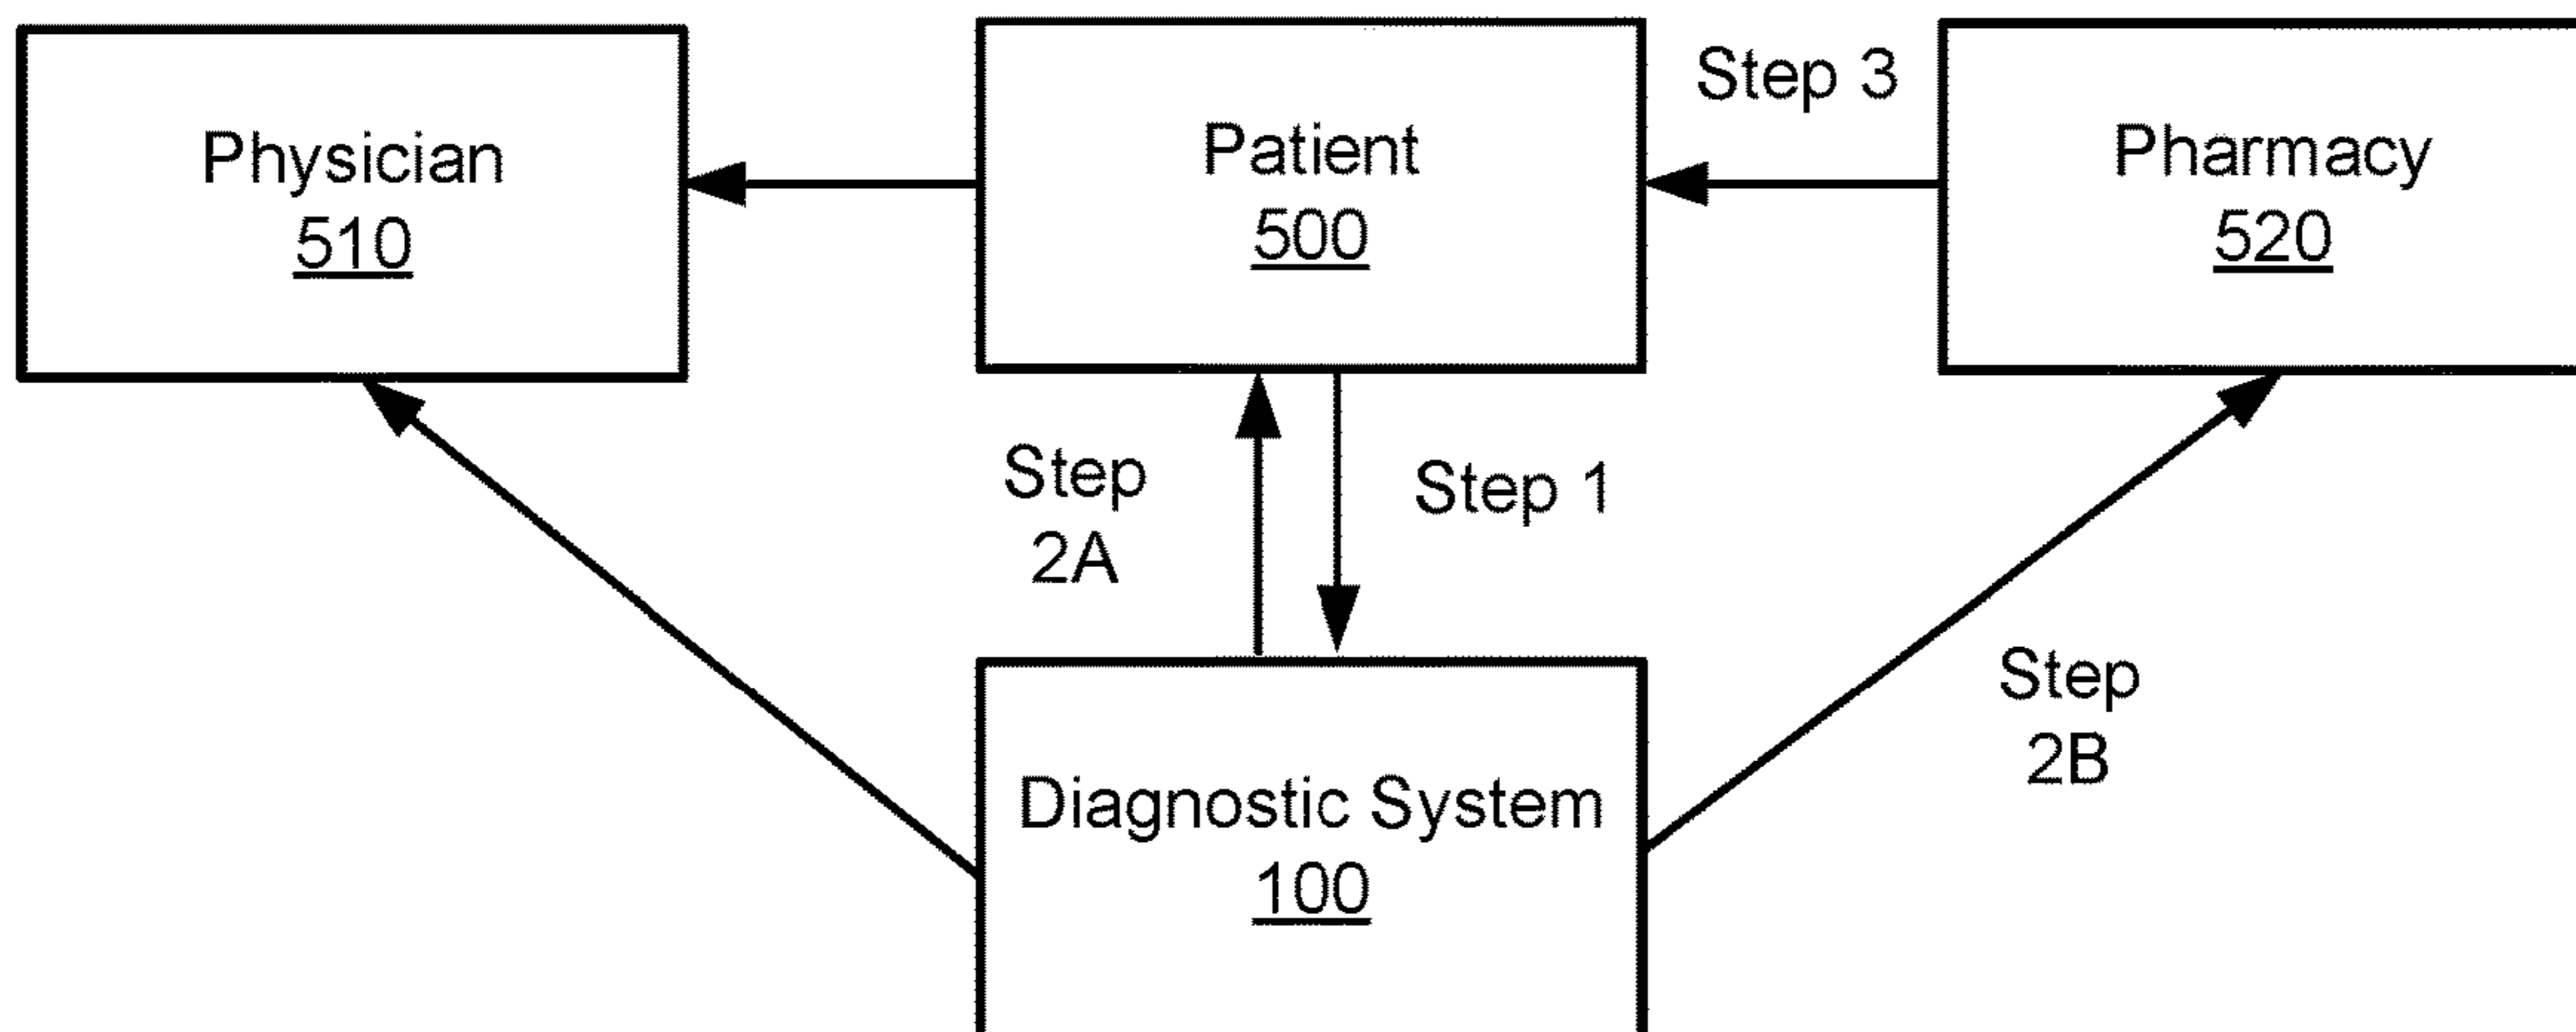 Physician
510
Patient
500
Step 3
Pharmacy
520
Step
2A
Step 1
Step
2B
Diagnostic System
100